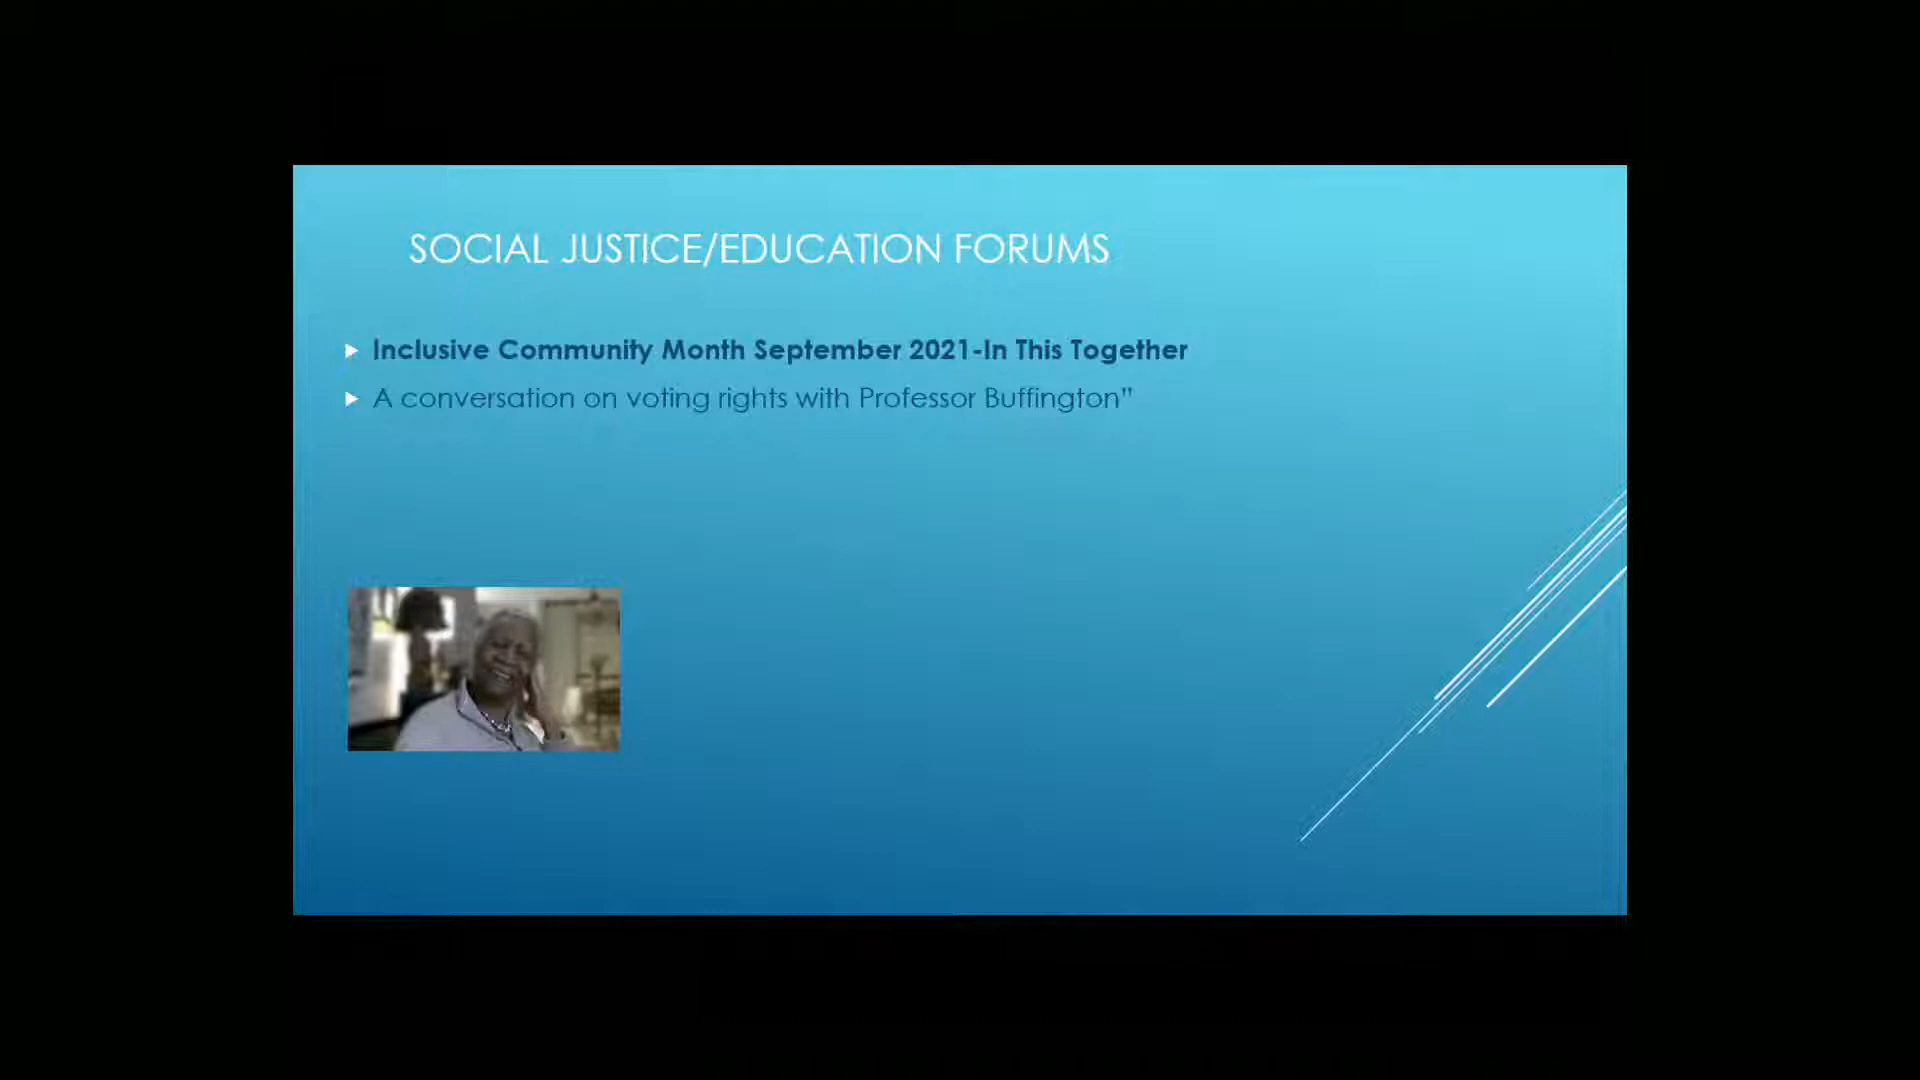 SOCIAL JUSTICE/EDUCATION FORUMS
Inclusive Community Month September 2021-In This Together
A conversation on voting rights with Professor Buffington”